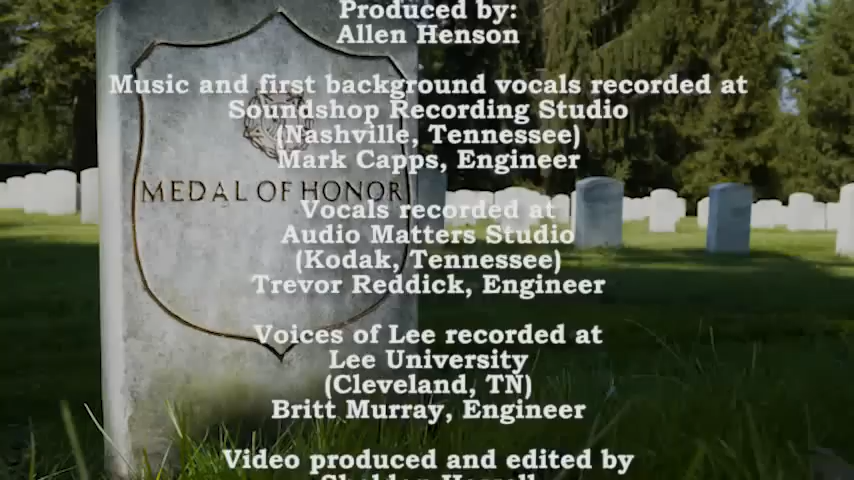 Produced by:
Allen Henson
Music and first background vocals recorded at
Soundshop Recording Studio
(Nashville, Tennessee)
Mark Capps, Engineer
MEDAL OF HONOR
Vocals recorded at
Audio Matters Studio
(Kodak, Tennessee)
Trevor Reddick, Engineer
Voices of Lee recorded at
Lee University
(Cleveland, TN)
Britt Murray, Engineer
Video produced and edited by